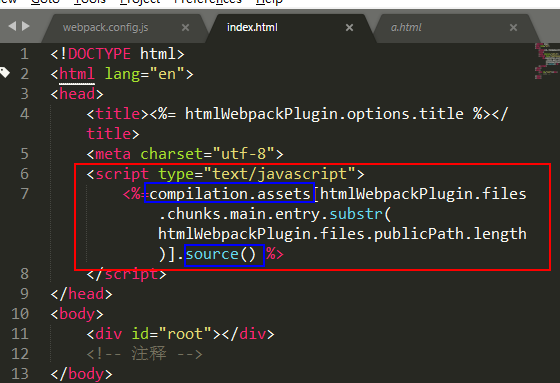 Goto Tools Project Preferences Help
webpack.config.js index.html a.html
1 <!DOCTYPE html>
2 <html lang="en">
3 <head>
4 <title><%= htmlWebpackPlugin.options.title %></
title>
5 <meta charset="utf-8">
6 <script type="text/javascript">
7 <%=compilation.assets[htmlWebpackPlugin.files
.chunks.main.entry.substr(
htmlWebpackPlugin.files.publicPath.length
)].source() %>
8 </script>
9 </head>
10 <body>
11 <div id="root"></div>
12 <!-- 注释 -->
13 </body>